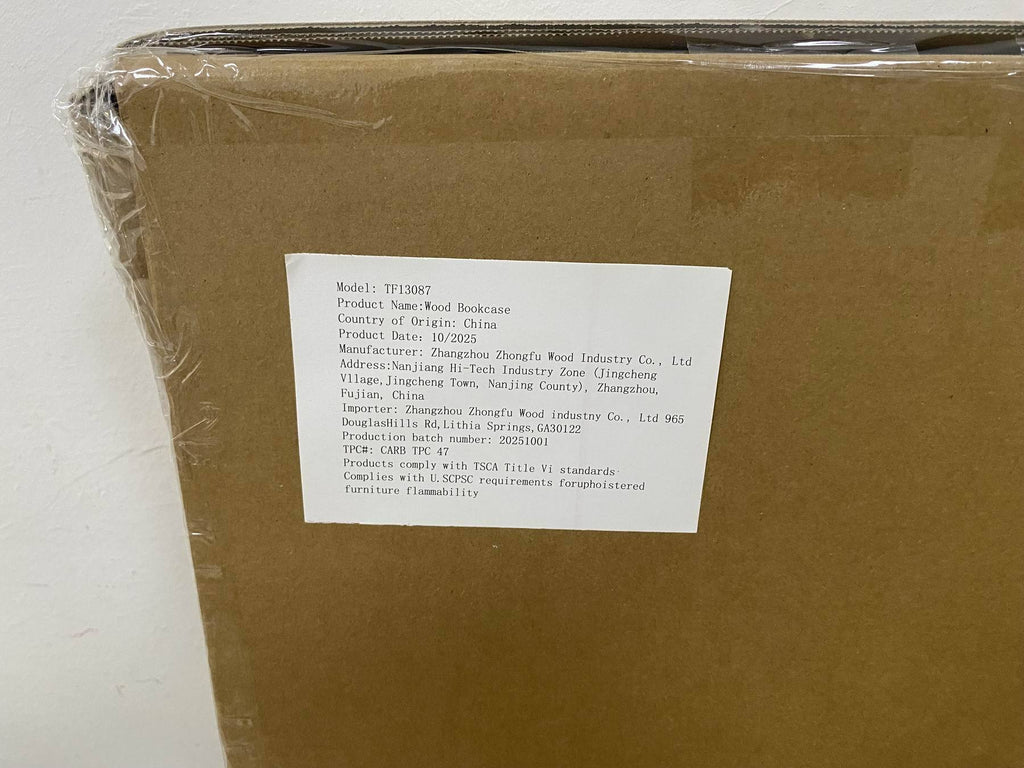 Model: TF13087
Product Name:Wood Bookcase
Country of Origin: China
Product Date: 10/2025
Manufacturer: Zhangzhou Zhongfu Wood Industry Co., Ltd
Address:Nanjiang Hi-Tech Industry Zone (Jingcheng
Vllage,Jingcheng Town, Nanjing County), Zhangzhou,
Fujian, China
Importer: Zhangzhou Zhongfu Wood industny Co., Ltd 965
DouglasHills Rd,Lithia Springs,GA30122
Production batch number: 20251001
TPC#: CARB TPC 47
Products comply with TSCA Title Vi standards.
Complies with U.SCPSC requirements foruphoistered
furniture flammability